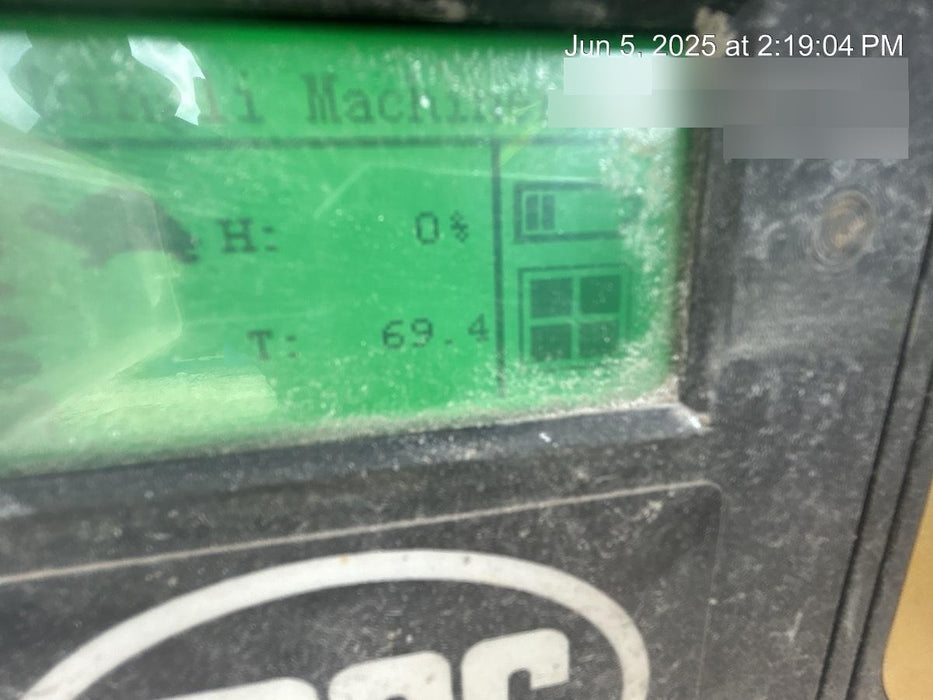 Jun 5, 2025 at 2:19:04 PM
Machine
H: 0%
T: 69.4